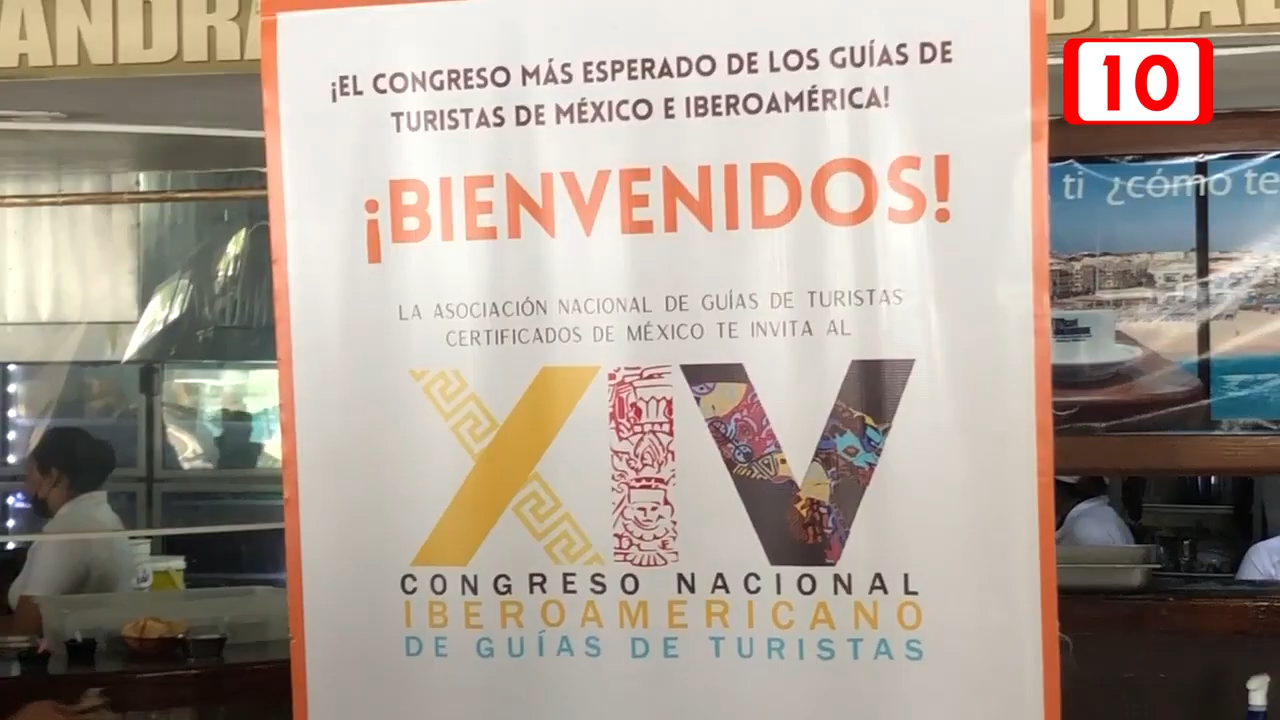 ¡EL CONGRESO MÁS ESPERADO DE LOS GUÍAS DE
TURISTAS DE MÉXICO E IBEROAMÉRICA!
10
¡BIENVENIDOS!
ti ¿cómo te
LA ASOCIACIÓN NACIONAL DE GUÍAS DE TURISTAS
CERTIFICADOS DE MÉXICO TE INVITA AL
XIV
CONGRESO NACIONAL
IBEROAMERICANO
DE GUÍAS DE TURISTAS